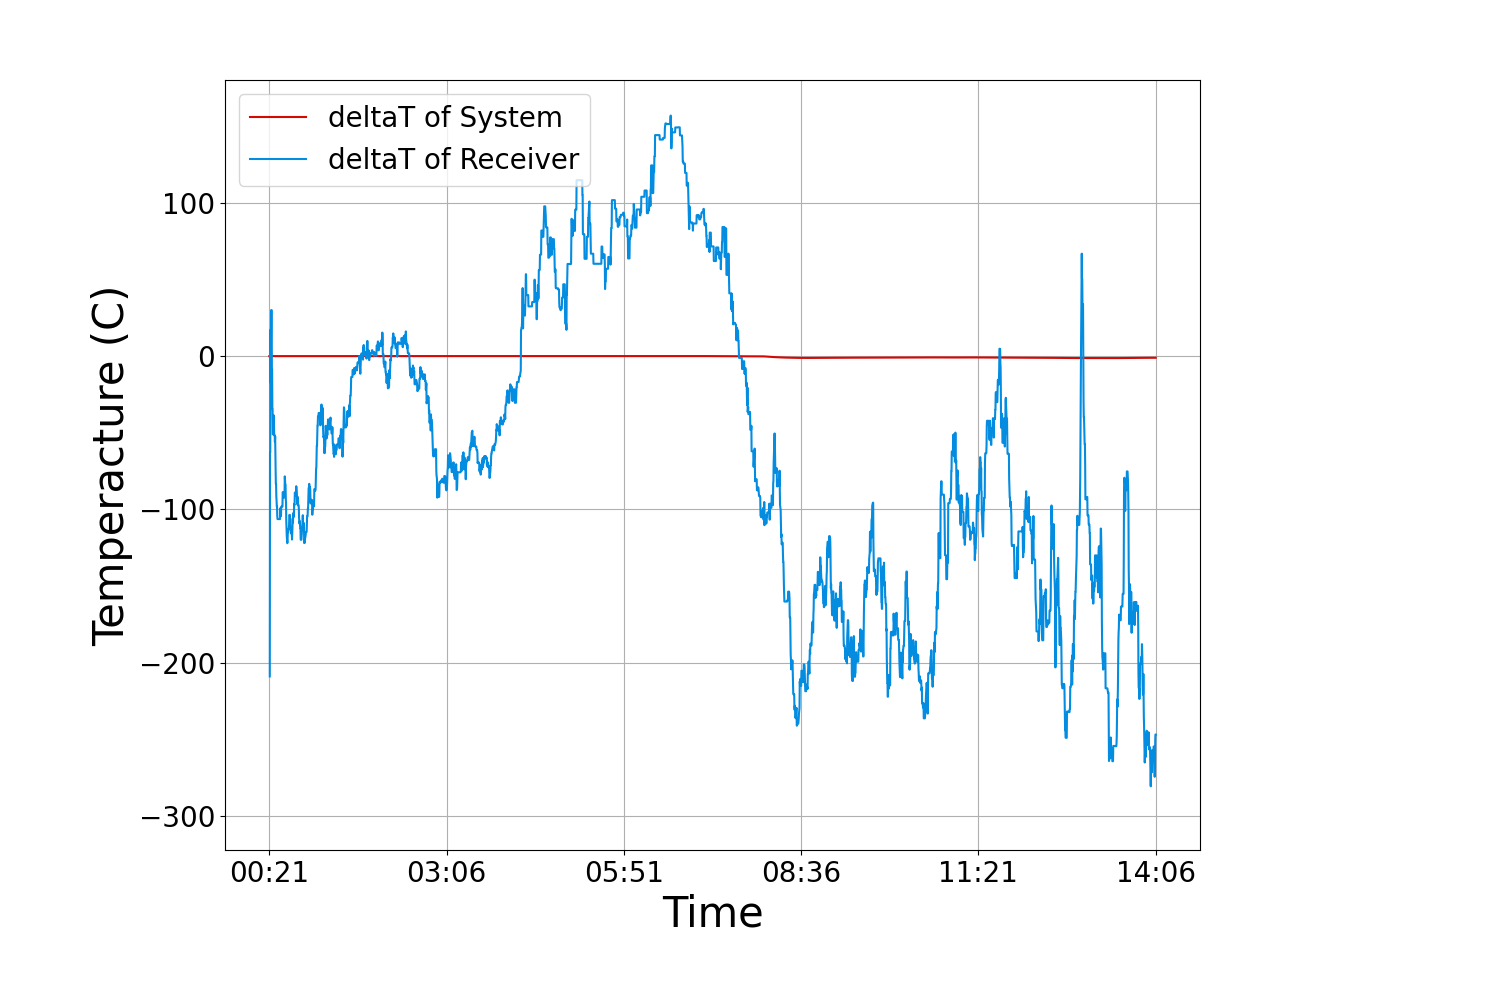 deltaT of System
deltaT of Receiver
100
0
−100
−200
−300
Temperacture (C)
00:21 03:06 05:51 08:36 11:21 14:06
Time